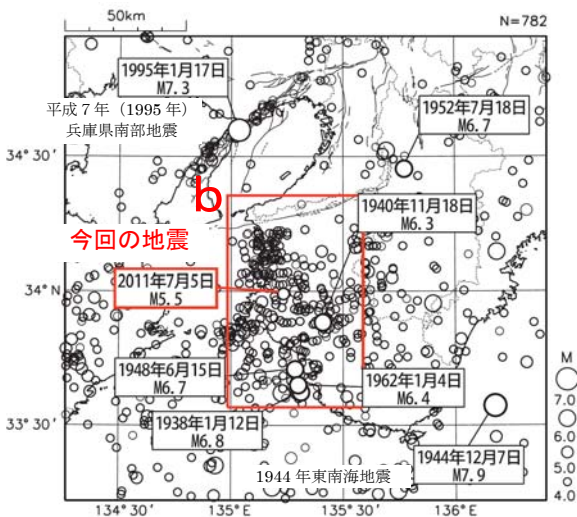 50km
N=782
1995年1月17日
M7.3
平成7年（1995年）
兵庫県南部地震
1952年7月18日
M6.7
34°30′
b
1940年11月18日
M6.3
今回の地震
2011年7月5日
M5.5
34°N
1948年6月15日
M6.7
1962年1月4日
M6.4
M
7.0
6.0
5.0
4.0
33°30′
1938年1月12日
M6.8
1944年12月7日
M7.9
1944年東南海地震
134°30′
135°E
135°30′
136°